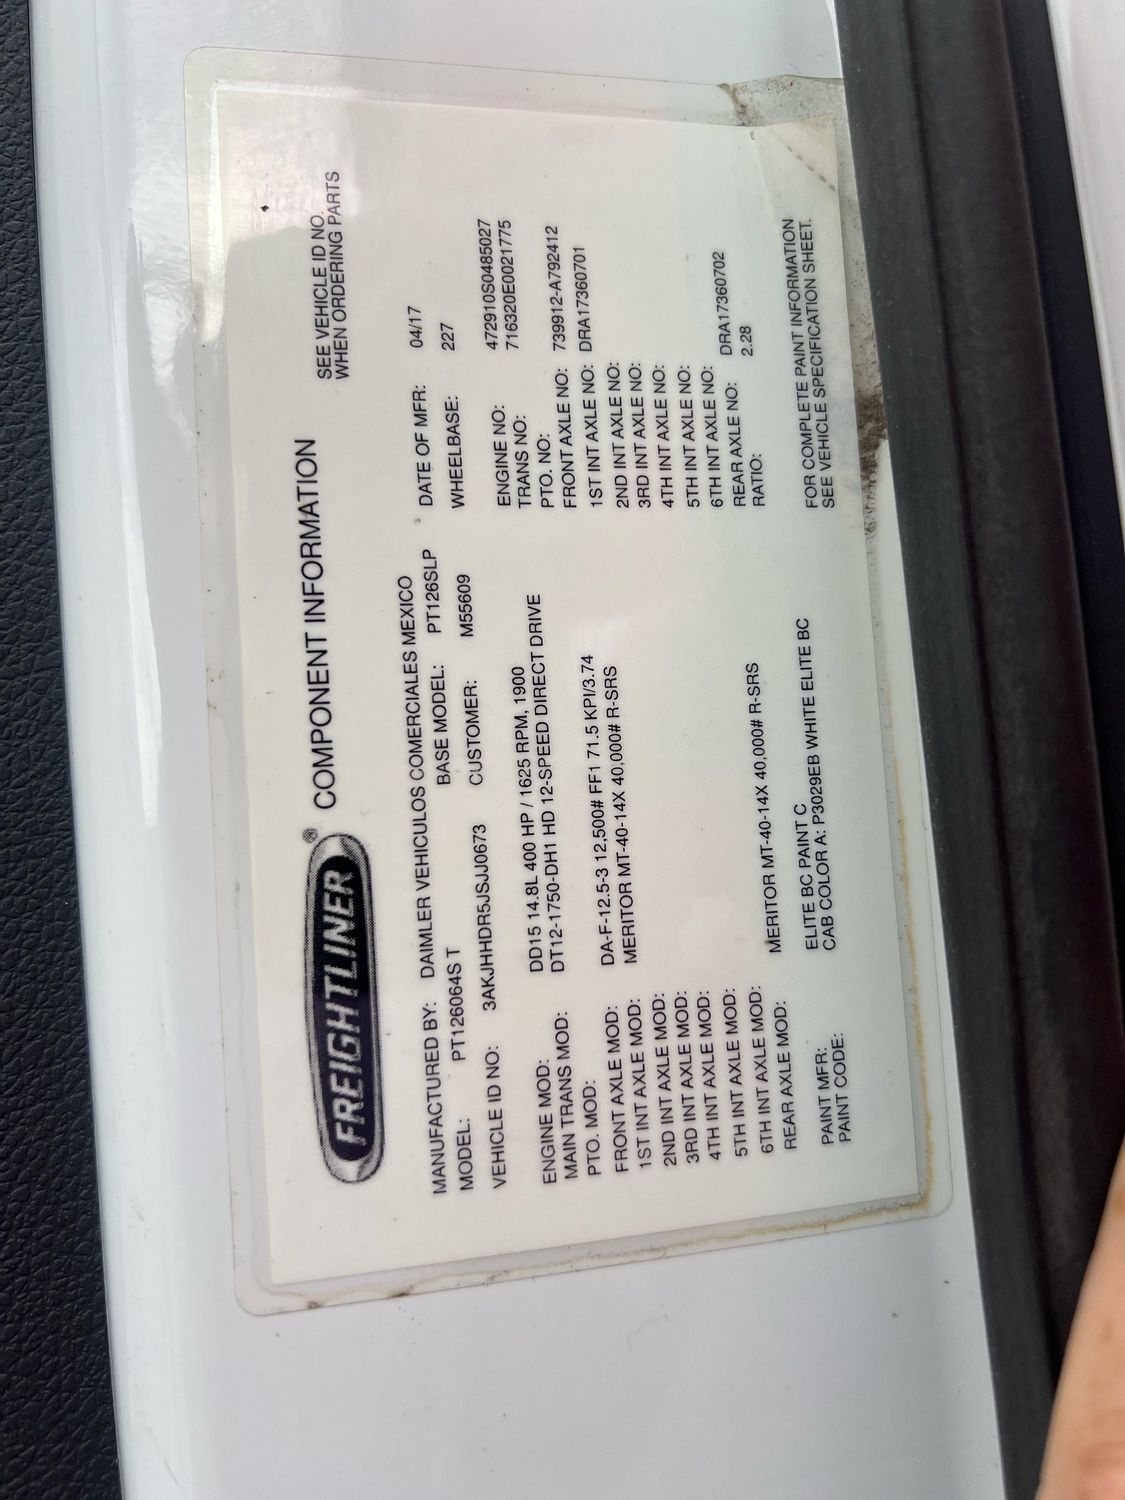 FREIGHTLINER® COMPONENT INFORMATION
SEE VEHICLE ID NO.
WHEN ORDERING PARTS
MANUFACTURED BY: DAIMLER VEHICULOS COMERCIALES MEXICO
MODEL: PT126064S T BASE MODEL: PT126SLP
VEHICLE ID NO: 3AKJHHDR5JSJJ0673 CUSTOMER: M55609
DATE OF MFR: 04/17
WHEELBASE: 227
ENGINE MOD: DD15 14.8L 400 HP / 1625 RPM, 1900
MAIN TRANS MOD: DT12-1750-DH1 HD 12-SPEED DIRECT DRIVE
PTO. MOD:
FRONT AXLE MOD: DA-F-12.5-3 12,500# FF1 71.5 KPI/3.74
1ST INT AXLE MOD: MERITOR MT-40-14X 40,000# R-SRS
2ND INT AXLE MOD:
3RD INT AXLE MOD:
4TH INT AXLE MOD:
5TH INT AXLE MOD:
6TH INT AXLE MOD:
REAR AXLE MOD: MERITOR MT-40-14X 40,000# R-SRS
ENGINE NO: 472910S0485027
TRANS NO: 716320E0021775
PTO. NO:
FRONT AXLE NO: 739912-A792412
1ST INT AXLE NO: DRA17360701
2ND INT AXLE NO:
3RD INT AXLE NO:
4TH INT AXLE NO:
5TH INT AXLE NO:
6TH INT AXLE NO:
REAR AXLE NO: DRA17360702
RATIO: 2.28
PAINT MFR: ELITE BC PAINT C
PAINT CODE: CAB COLOR A: P3029EB WHITE ELITE BC
FOR COMPLETE PAINT INFORMATION
SEE VEHICLE SPECIFICATION SHEET.